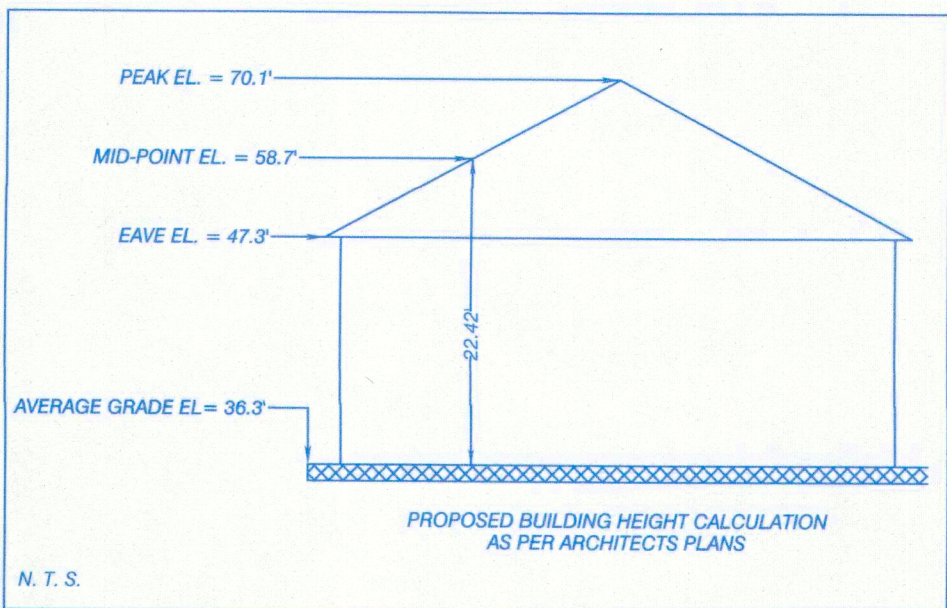 PEAK EL. = 70.1'
MID-POINT EL. = 58.7'
EAVE EL. = 47.3'
22.42'
AVERAGE GRADE EL= 36.3'
PROPOSED BUILDING HEIGHT CALCULATION
AS PER ARCHITECTS PLANS
N. T. S.